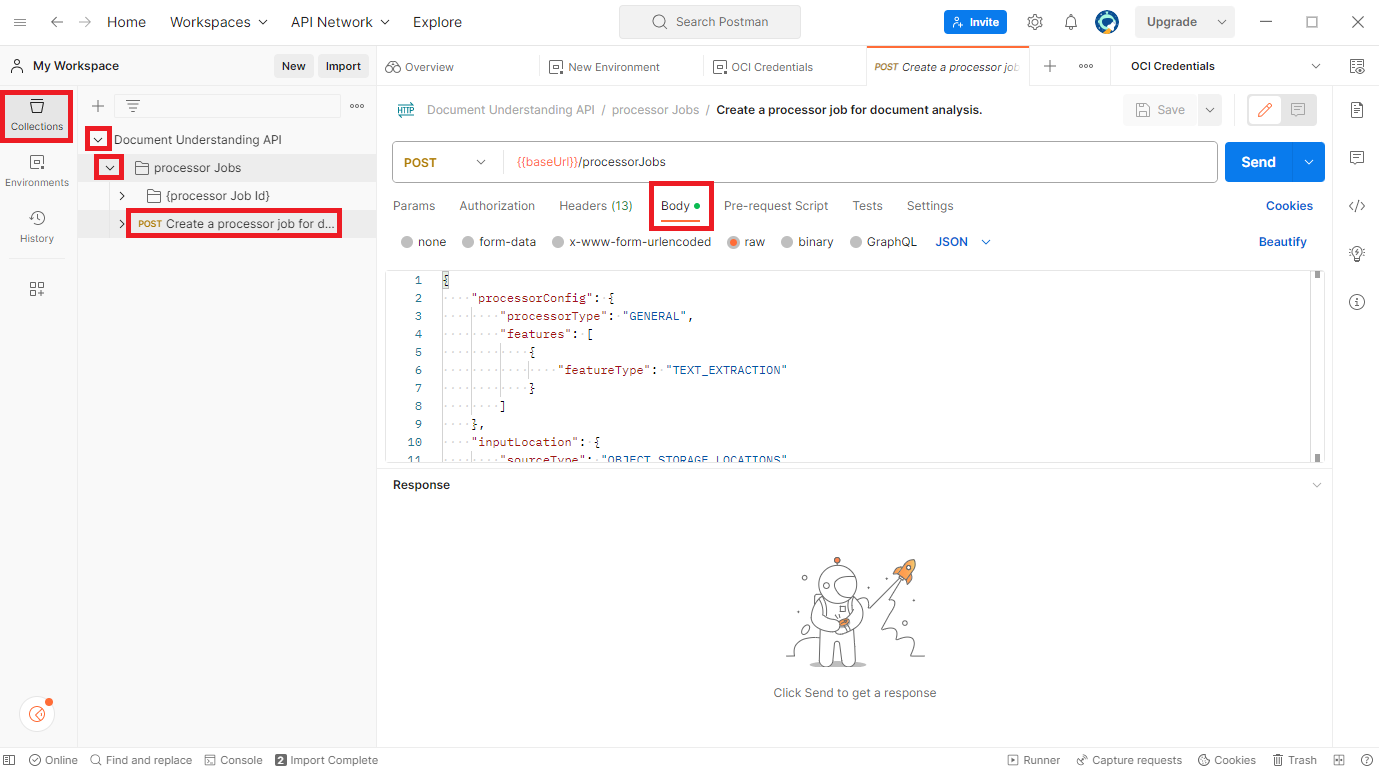 Home Workspaces API Network Explore Search Postman Invite Upgrade
My Workspace New Import
Overview New Environment OCI Credentials POST Create a processor job OCI Credentials
Collections
Environments
History
Document Understanding API
processor Jobs
{processor Job Id}
POST Create a processor job for d...
HTTP Document Understanding API / processor Jobs / Create a processor job for document analysis. Save
POST {{baseUrl}}/processorJobs Send
Params Authorization Headers (13) Body Pre-request Script Tests Settings Cookies
none form-data x-www-form-urlencoded raw binary GraphQL JSON Beautify
1 {
2 "processorConfig": {
3 "processorType": "GENERAL",
4 "features": [
5 {
6 "featureType": "TEXT_EXTRACTION"
7 }
8 ]
9 },
10 "inputLocation": {
11 "sourceType": "OBJECT_STORAGE_LOCATIONS"
Response
Click Send to get a response
Online Find and replace Console 2 Import Complete Runner Capture requests Cookies Trash